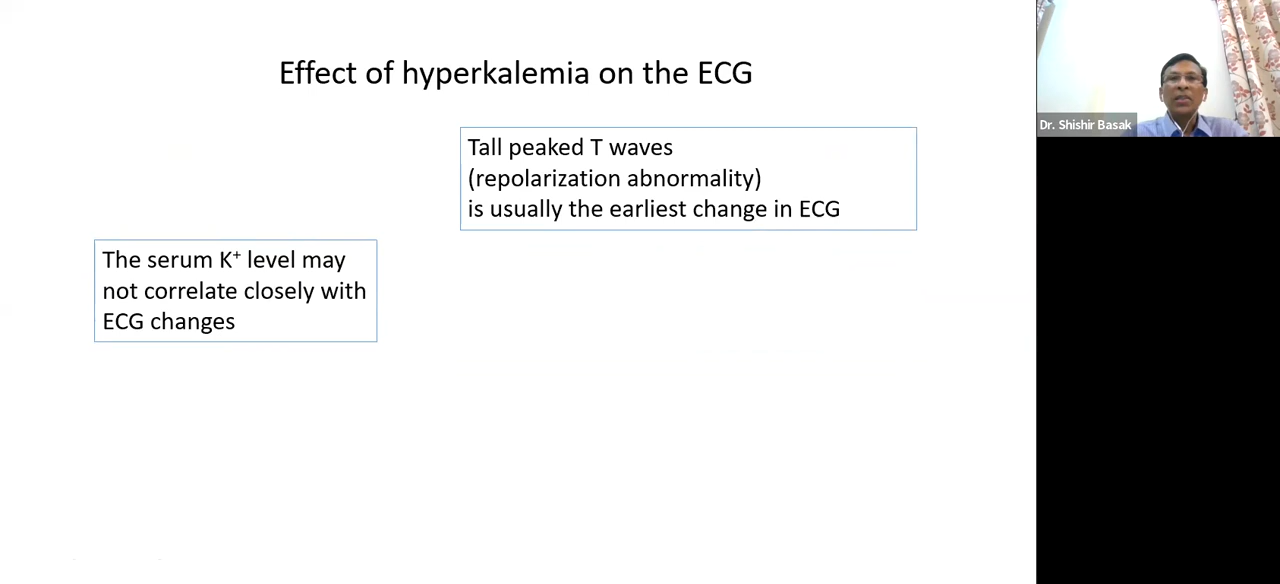 Effect of hyperkalemia on the ECG
Dr. Shishir Basak
Tall peaked T waves
(repolarization abnormality)
is usually the earliest change in ECG
The serum K⁺ level may
not correlate closely with
ECG changes